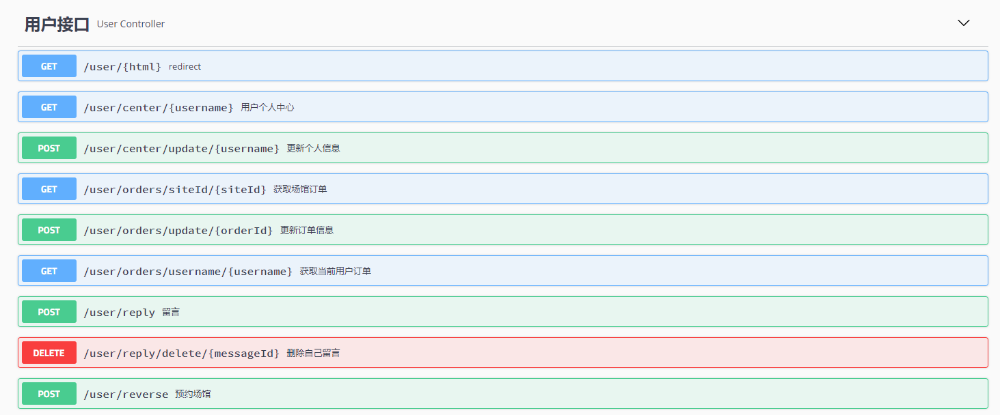 用户接口 User Controller
GET /user/{html} redirect
GET /user/center/{username} 用户个人中心
POST /user/center/update/{username} 更新个人信息
GET /user/orders/siteId/{siteId} 获取场馆订单
POST /user/orders/update/{orderId} 更新订单信息
GET /user/orders/username/{username} 获取当前用户订单
POST /user/reply 留言
DELETE /user/reply/delete/{messageId} 删除自己留言
POST /user/reverse 预约场馆